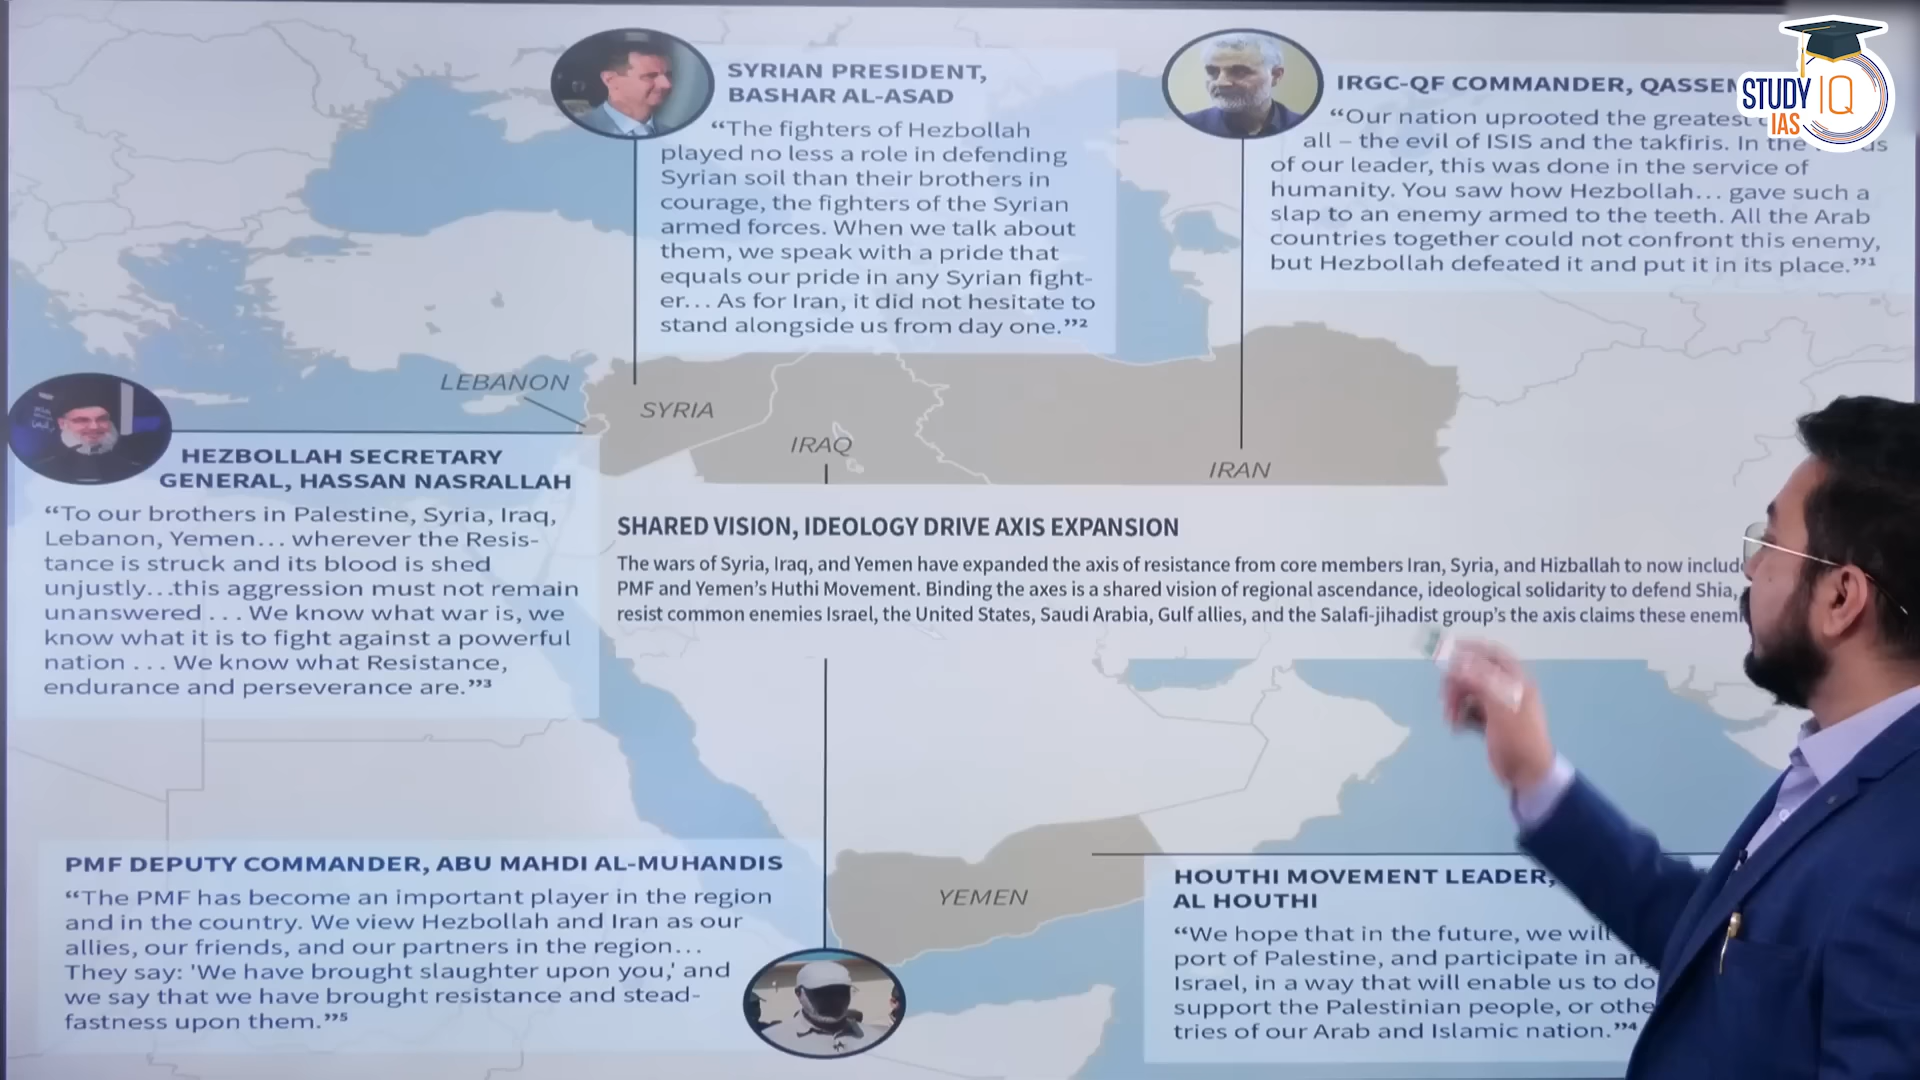 SYRIAN PRESIDENT,
BASHAR AL-ASAD
“The fighters of Hezbollah
played no less a role in defending
Syrian soil than their brothers in
courage, the fighters of the Syrian
armed forces. When we talk about
them, we speak with a pride that
equals our pride in any Syrian fight-
er... As for Iran, it did not hesitate to
stand alongside us from day one.”²
IRGC-QF COMMANDER, QASSEM
“Our nation uprooted the greatest
all – the evil of ISIS and the takfiris. In the
of our leader, this was done in the service of
humanity. You saw how Hezbollah... gave such a
slap to an enemy armed to the teeth. All the Arab
countries together could not confront this enemy,
but Hezbollah defeated it and put it in its place.”¹
STUDY IQ
IAS
LEBANON
SYRIA
IRAQ
IRAN
HEZBOLLAH SECRETARY
GENERAL, HASSAN NASRALLAH
“To our brothers in Palestine, Syria, Iraq,
Lebanon, Yemen... wherever the Resis-
tance is struck and its blood is shed
unjustly...this aggression must not remain
unanswered . . . We know what war is, we
know what it is to fight against a powerful
nation . . . We know what Resistance,
endurance and perseverance are.”³
SHARED VISION, IDEOLOGY DRIVE AXIS EXPANSION
The wars of Syria, Iraq, and Yemen have expanded the axis of resistance from core members Iran, Syria, and Hizballah to now include
PMF and Yemen’s Huthi Movement. Binding the axes is a shared vision of regional ascendance, ideological solidarity to defend Shia,
resist common enemies Israel, the United States, Saudi Arabia, Gulf allies, and the Salafi-jihadist group’s the axis claims these
PMF DEPUTY COMMANDER, ABU MAHDI AL-MUHANDIS
“The PMF has become an important player in the region
and in the country. We view Hezbollah and Iran as our
allies, our friends, and our partners in the region...
They say: 'We have brought slaughter upon you,' and
we say that we have brought resistance and stead-
fastness upon them.”⁵
YEMEN
HOUTHI MOVEMENT LEADER,
AL HOUTHI
“We hope that in the future, we will
port of Palestine, and participate in
Israel, in a way that will enable us to do
support the Palestinian people, or
tries of our Arab and Islamic nation.”⁴